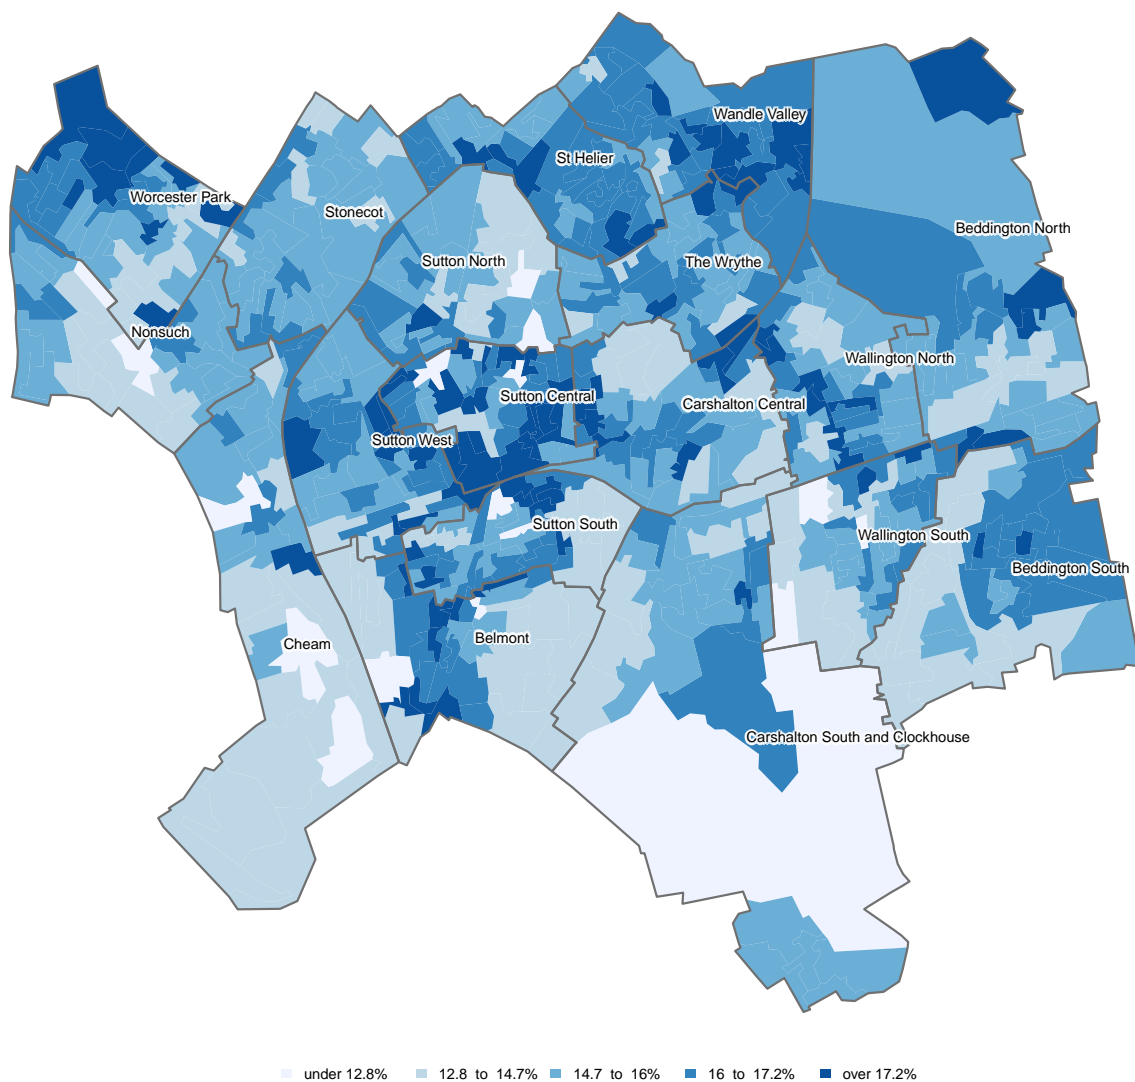 Wandle Valley
St Helier
Worcester Park
Stonecot
Beddington North
Sutton North
The Wrythe
Nonsuch
Wallington North
Sutton Central
Carshalton Central
Sutton West
Sutton South
Wallington South
Beddington South
Cheam
Belmont
Carshalton South and Clockhouse
under 12.8% 12.8 to 14.7% 14.7 to 16% 16 to 17.2% over 17.2%